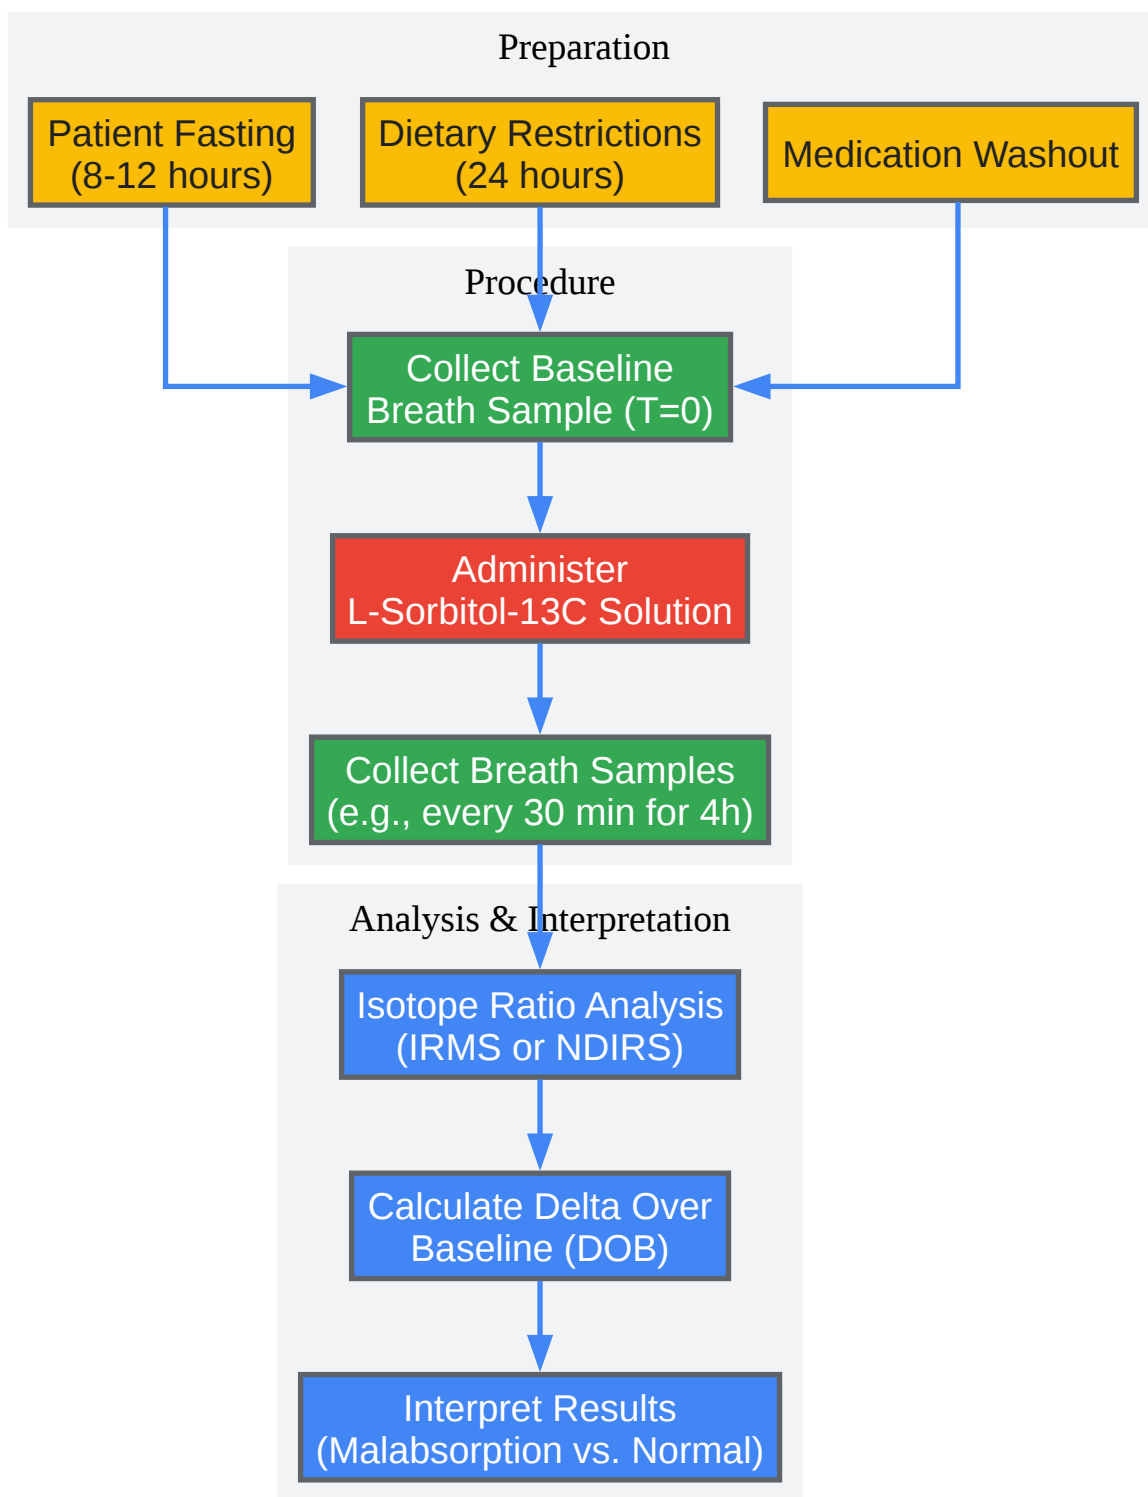 Preparation
Patient Fasting
(8-12 hours)
Dietary Restrictions
(24 hours)
Medication Washout
Procedure
Collect Baseline
Breath Sample (T=0)
Administer
L-Sorbitol-13C Solution
Collect Breath Samples
(e.g., every 30 min for 4h)
Analysis & Interpretation
Isotope Ratio Analysis
(IRMS or NDIRS)
Calculate Delta Over
Baseline (DOB)
Interpret Results
(Malabsorption vs. Normal)